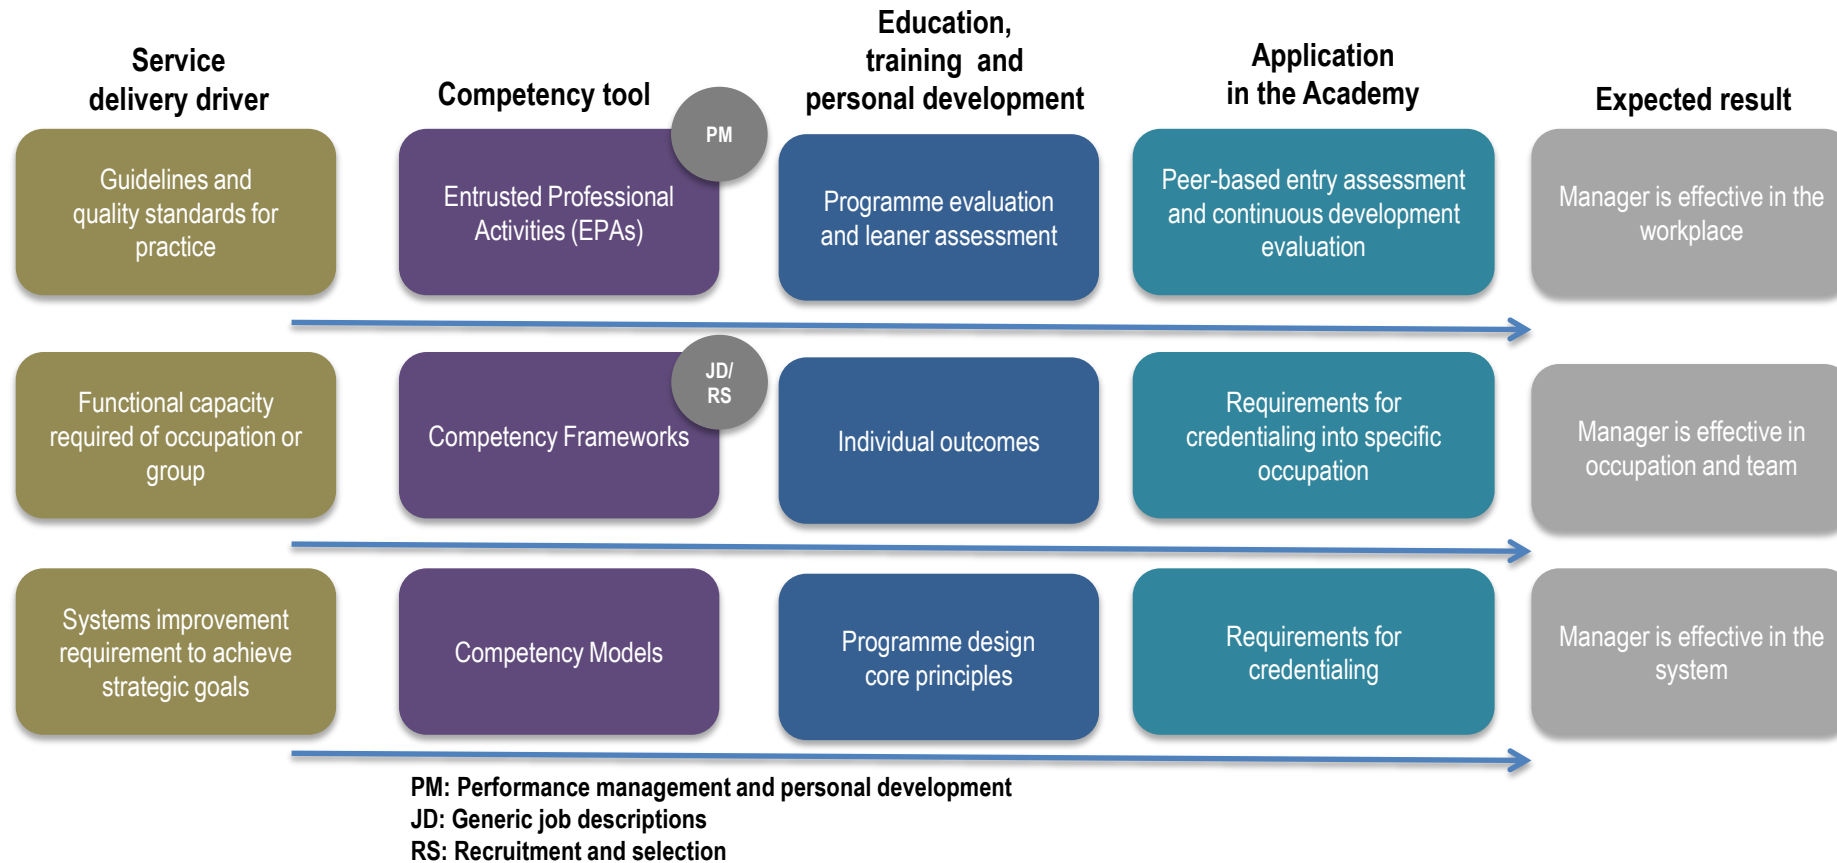 Service
delivery driver
Competency tool
Education,
training and
personal development
Application
in the Academy
Expected result
Guidelines and
quality standards for
practice
PM
Entrusted Professional
Activities (EPAs)
Programme evaluation
and leaner assessment
Peer-based entry assessment
and continuous development
evaluation
Manager is effective in the
workplace
Functional capacity
required of occupation or
group
JD/
RS
Competency Frameworks
Individual outcomes
Requirements for
credentialing into specific
occupation
Manager is effective in
occupation and team
Systems improvement
requirement to achieve
strategic goals
Competency Models
Programme design
core principles
Requirements for
credentialing
Manager is effective in the
system
PM: Performance management and personal development
JD: Generic job descriptions
RS: Recruitment and selection